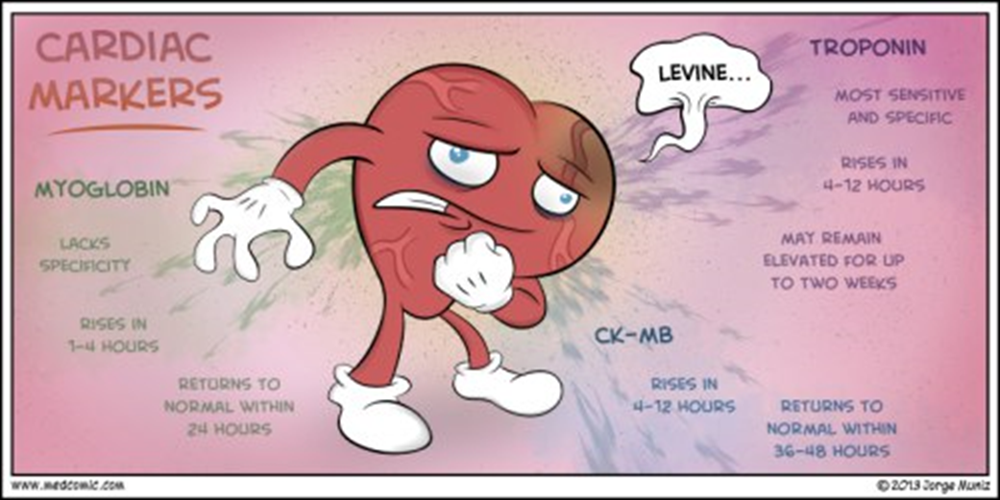 CARDIAC
MARKERS
MYOGLOBIN
LACKS
SPECIFICITY
RISES IN
1-4 HOURS
RETURNS TO
NORMAL WITHIN
24 HOURS
LEVINE...
TROPONIN
MOST SENSITIVE
AND SPECIFIC
RISES IN
4-12 HOURS
MAY REMAIN
ELEVATED FOR UP
TO TWO WEEKS
CK-MB
RISES IN
4-12 HOURS
RETURNS TO
NORMAL WITHIN
36-48 HOURS
www.medcomic.com
© 2013 Jorge Muniz